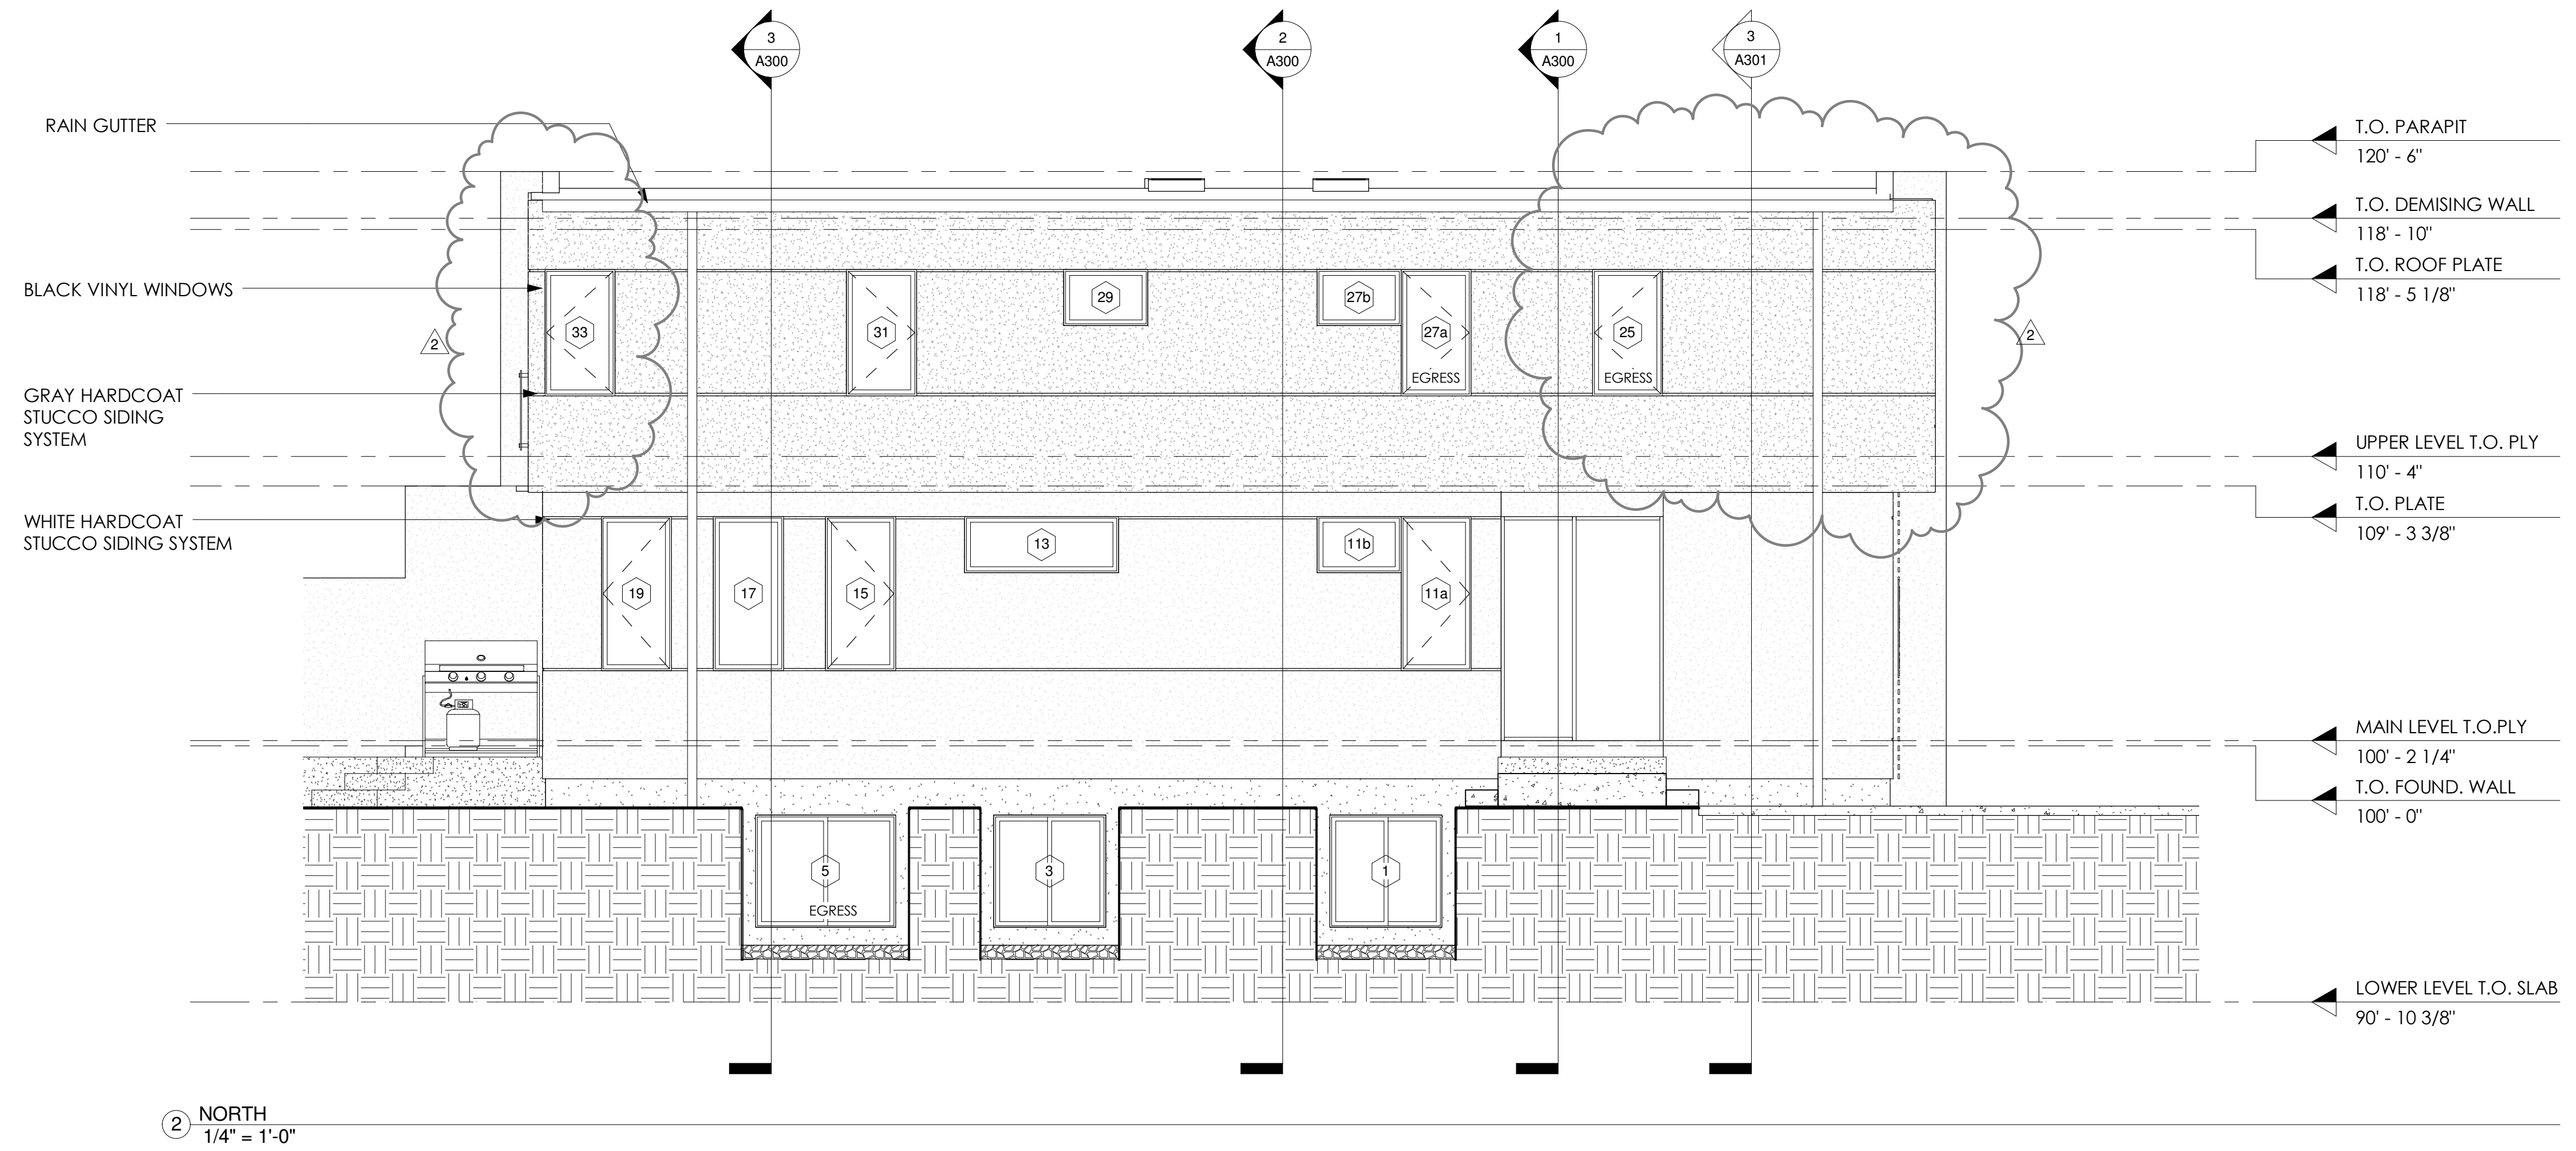 3
A300
2
A300
1
A300
3
A301
RAIN GUTTER
BLACK VINYL WINDOWS
GRAY HARDCOAT
STUCCO SIDING
SYSTEM
WHITE HARDCOAT
STUCCO SIDING SYSTEM
2
2
33
31
29
27b
27a
EGRESS
25
EGRESS
19
17
15
13
11b
11a
5
EGRESS
3
1
T.O. PARAPIT
120' - 6"
T.O. DEMISING WALL
118' - 10"
T.O. ROOF PLATE
118' - 5 1/8"
UPPER LEVEL T.O. PLY
110' - 4"
T.O. PLATE
109' - 3 3/8"
MAIN LEVEL T.O.PLY
100' - 2 1/4"
T.O. FOUND. WALL
100' - 0"
LOWER LEVEL T.O. SLAB
90' - 10 3/8"
2
NORTH
1/4" = 1'-0"